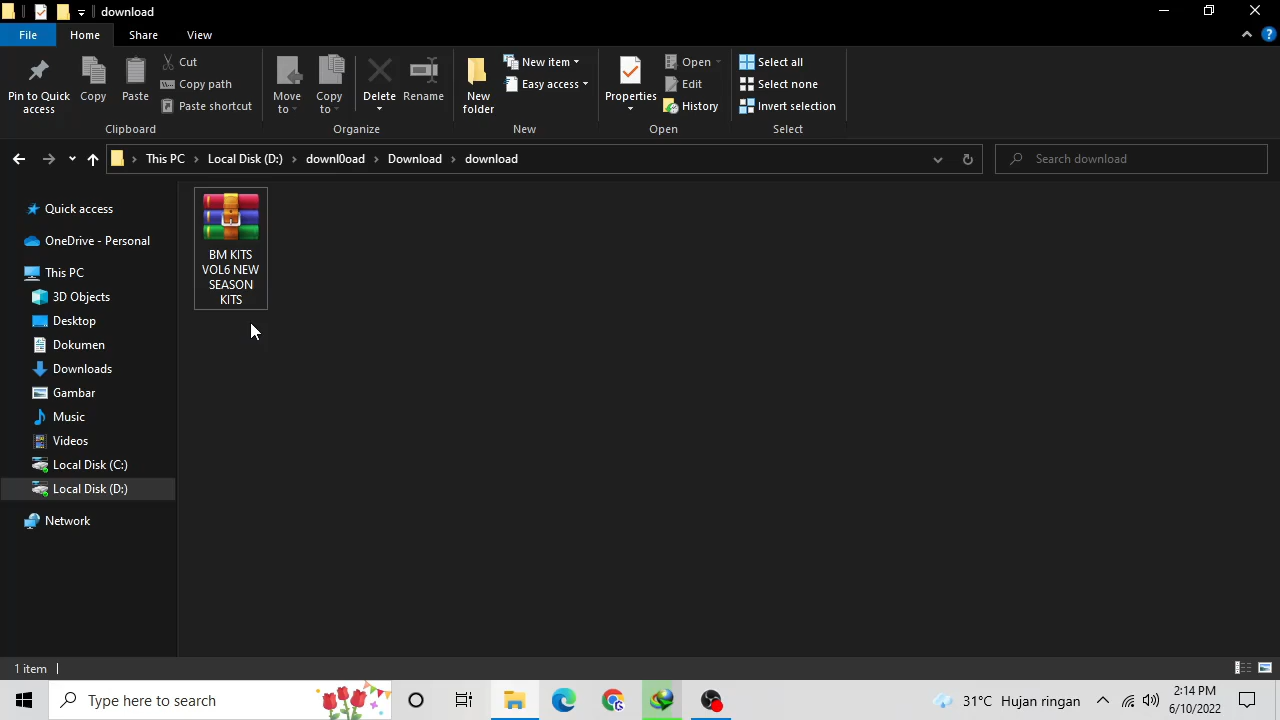 download
File Home Share View
Pin to Quick access
Copy
Paste
Cut
Copy path
Paste shortcut
Clipboard
Move to
Copy to
Delete
Rename
Organize
New folder
New item
Easy access
New
Properties
Open
Edit
History
Open
Select all
Select none
Invert selection
Select
This PC > Local Disk (D:) > downl0oad > Download > download
Search download
Quick access
OneDrive - Personal
This PC
3D Objects
Desktop
Dokumen
Downloads
Gambar
Music
Videos
Local Disk (C:)
Local Disk (D:)
Network
BM KITS
VOL6 NEW
SEASON
KITS
1 item
Type here to search
31°C Hujan ringan
2:14 PM
6/10/2022